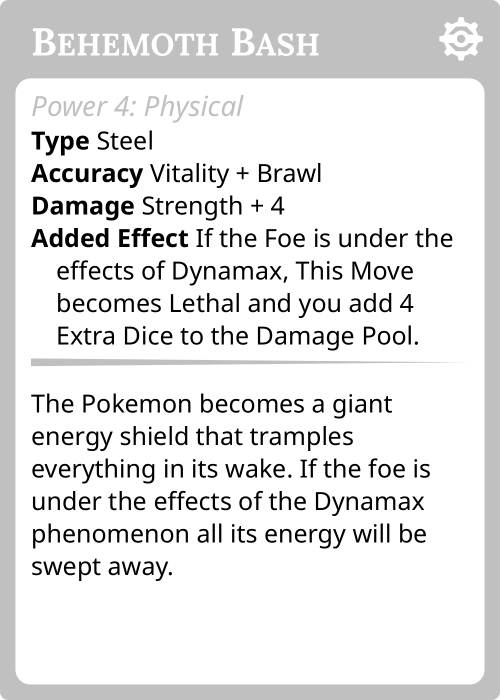 Behemoth Bash
Power 4: Physical
Type Steel
Accuracy Vitality + Brawl
Damage Strength + 4
Added Effect If the Foe is under the
effects of Dynamax, This Move
becomes Lethal and you add 4
Extra Dice to the Damage Pool.
The Pokemon becomes a giant
energy shield that tramples
everything in its wake. If the foe is
under the effects of the Dynamax
phenomenon all its energy will be
swept away.